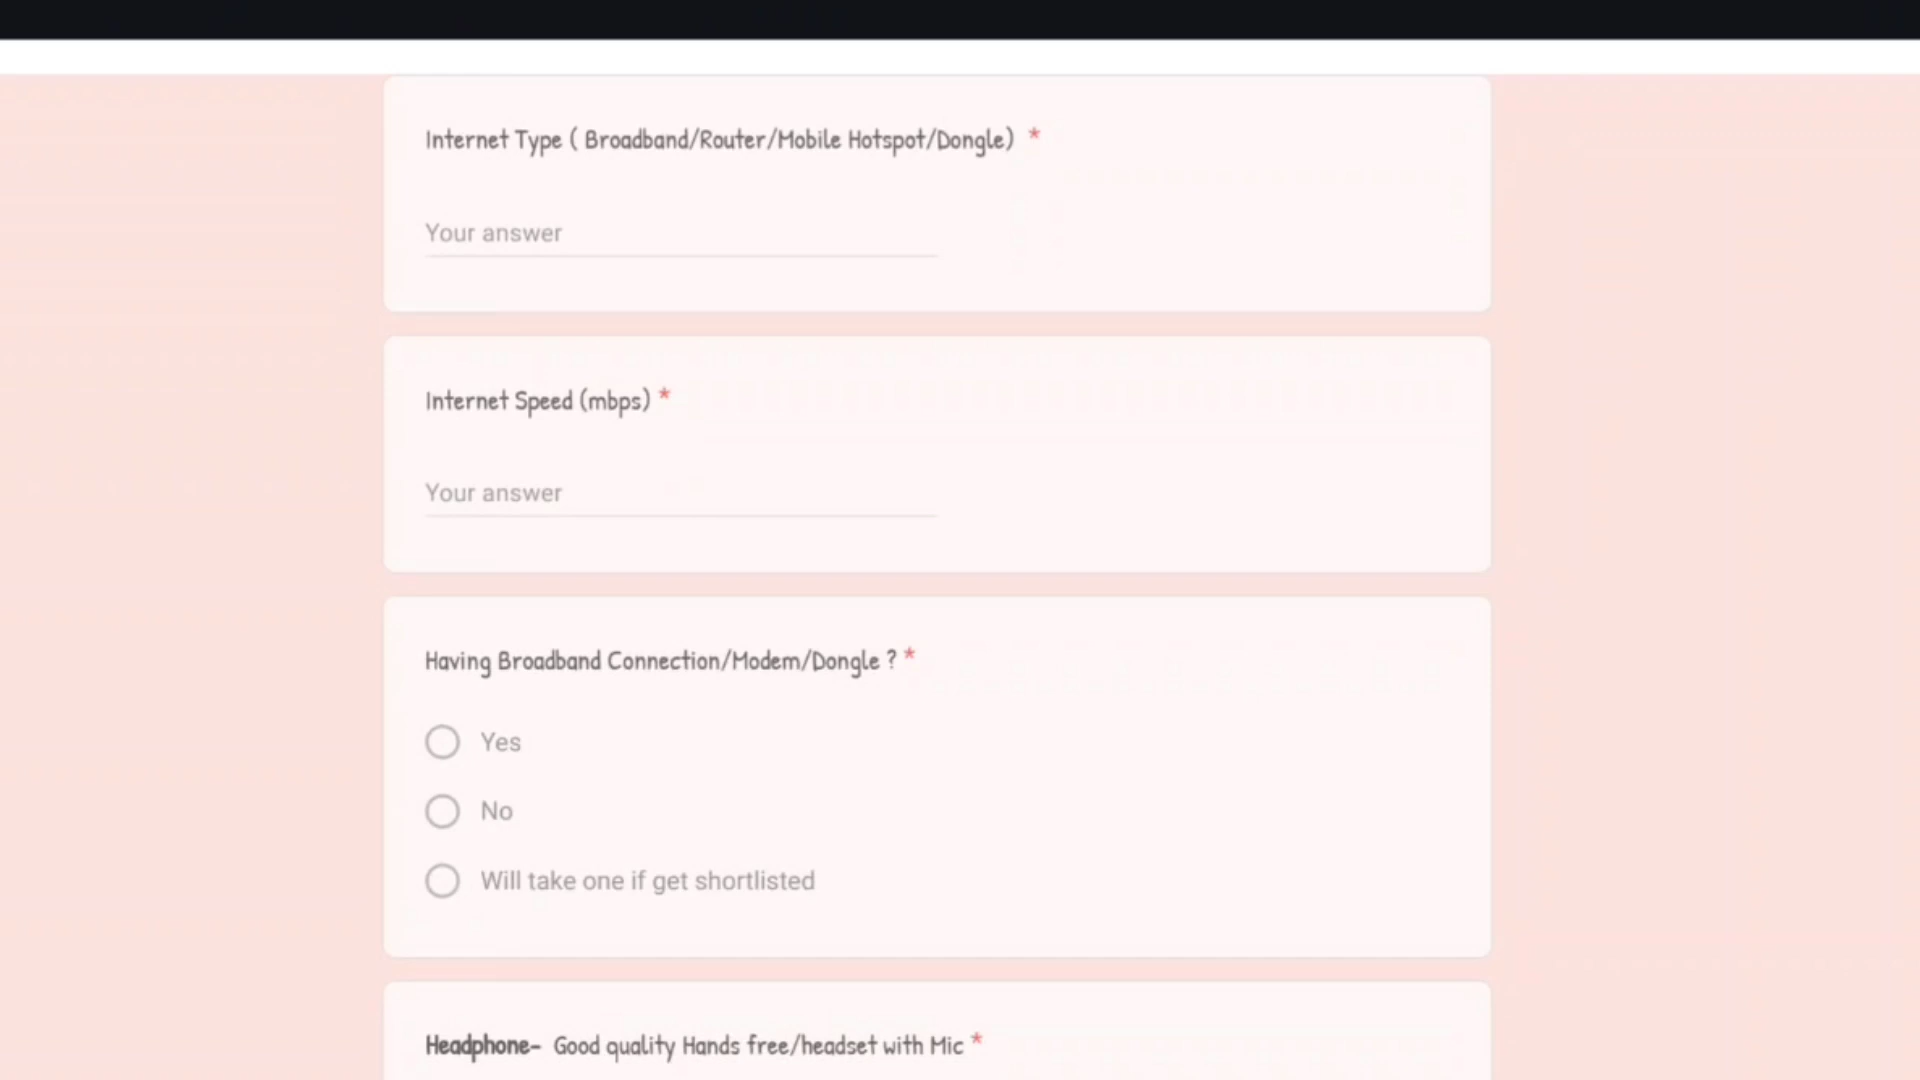 Internet Type ( Broadband/Router/Mobile Hotspot/Dongle) *
Your answer
Internet Speed (mbps) *
Your answer
Having Broadband Connection/Modem/Dongle ? *
Yes
No
Will take one if get shortlisted
Headphone- Good quality Hands free/headset with Mic *